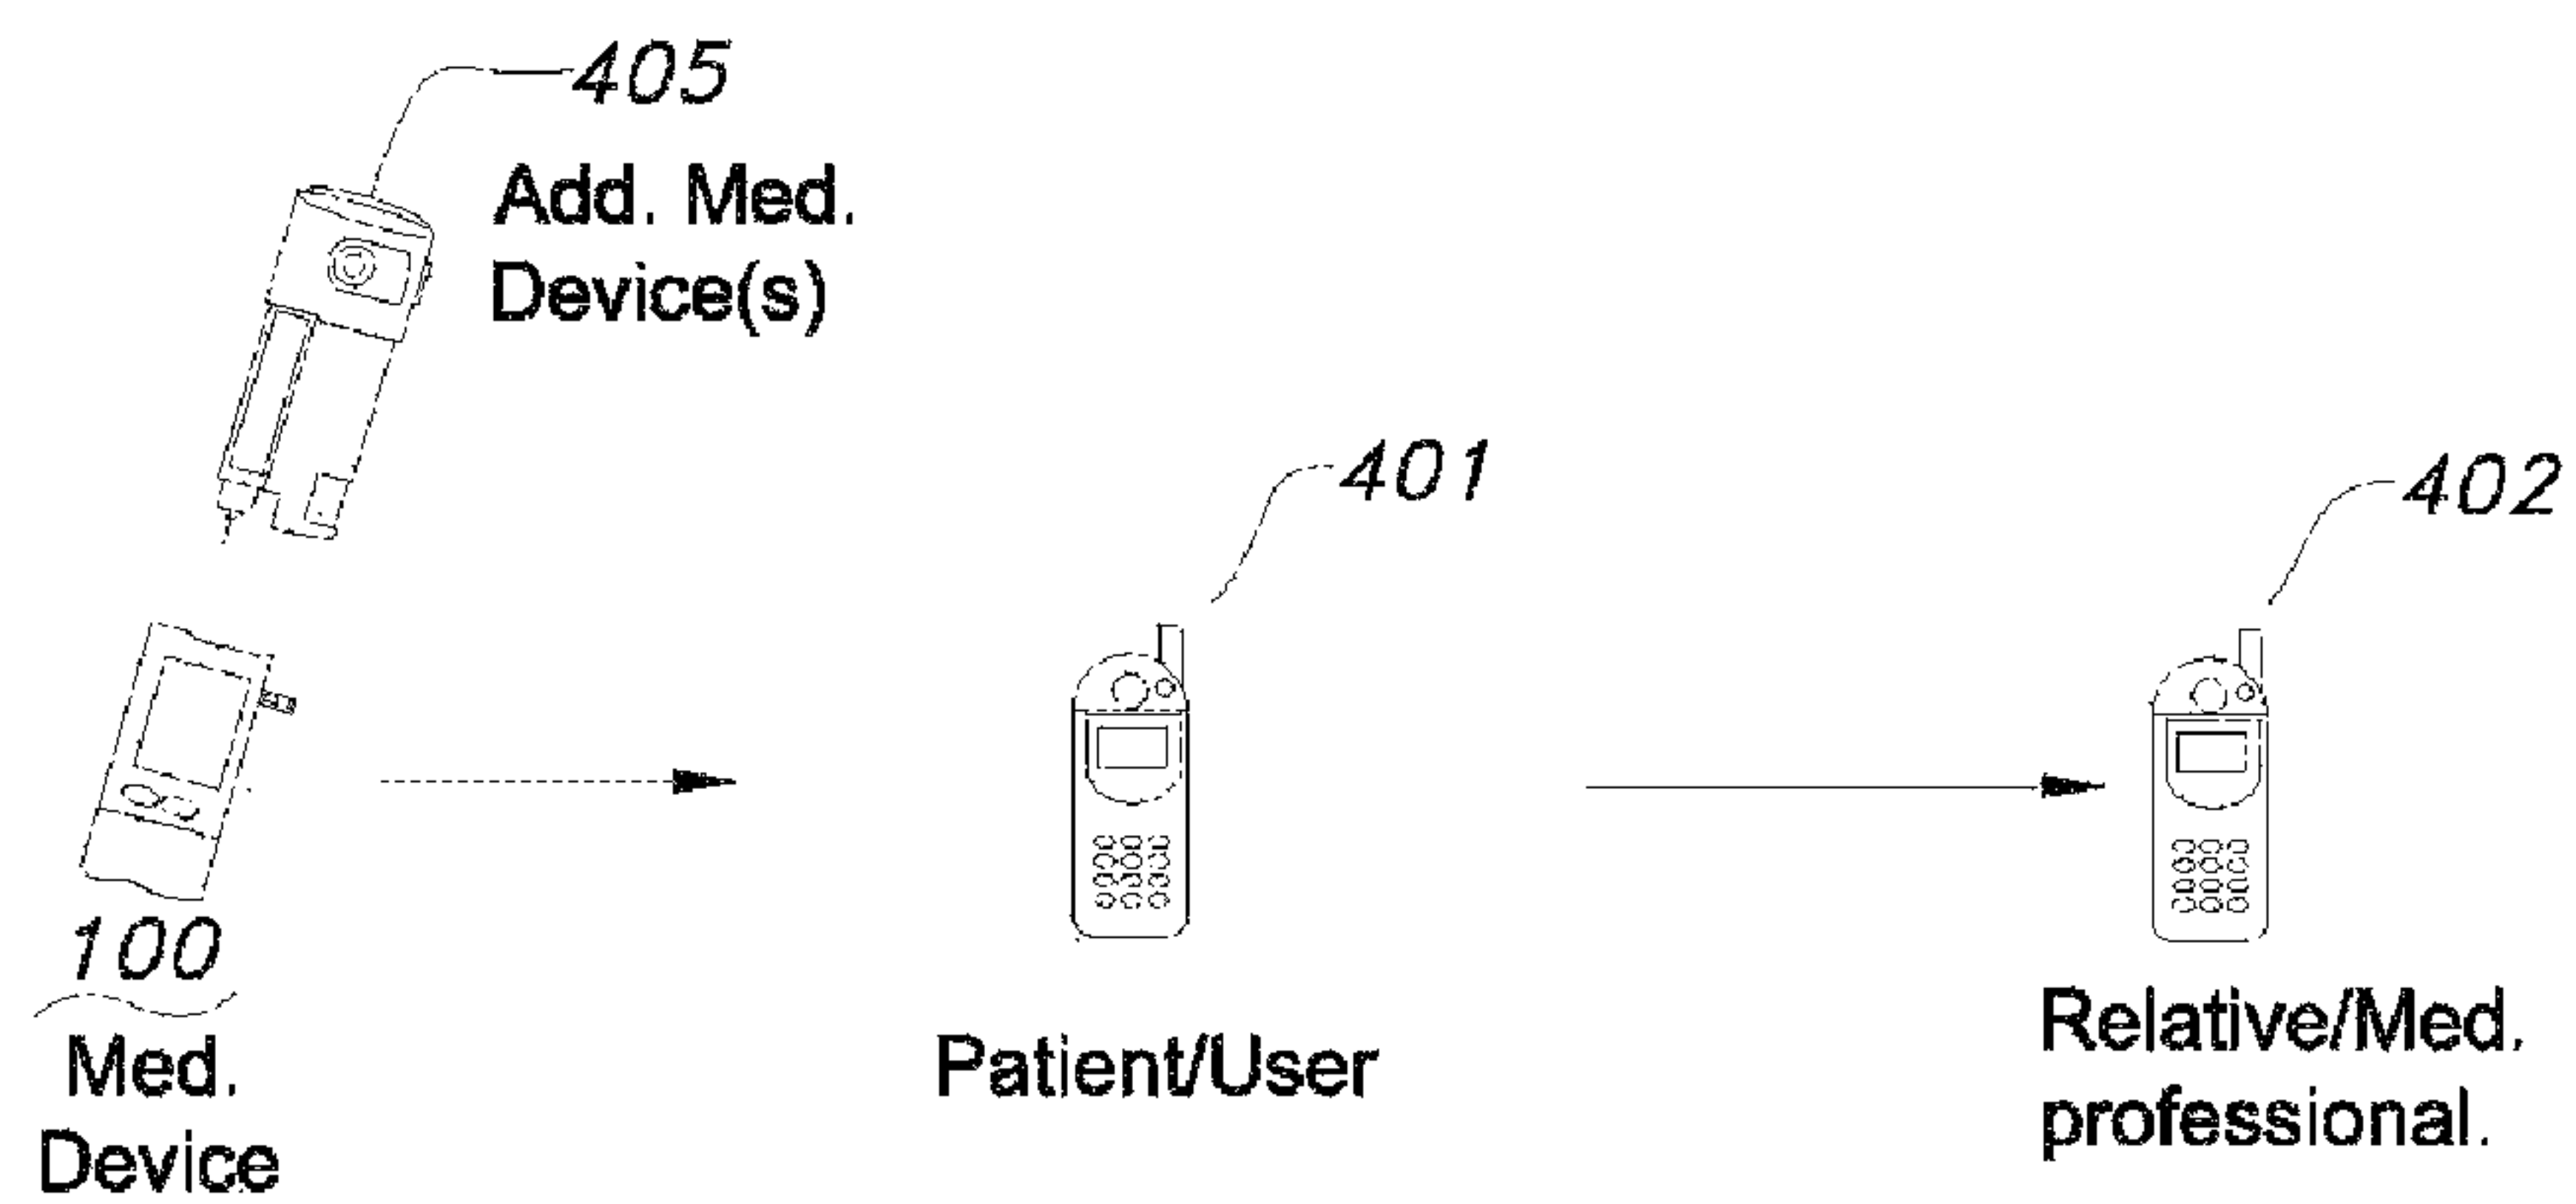 405
Add. Med.
Device(s)
401
402
100
Med.
Device
Patient/User
Relative/Med.
professional.